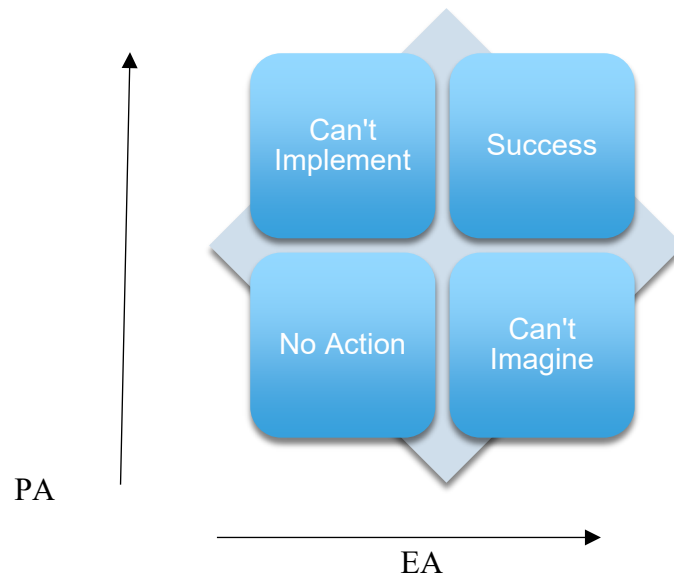 Can't
Implement
Success
No Action
Can't
Imagine
PA
EA